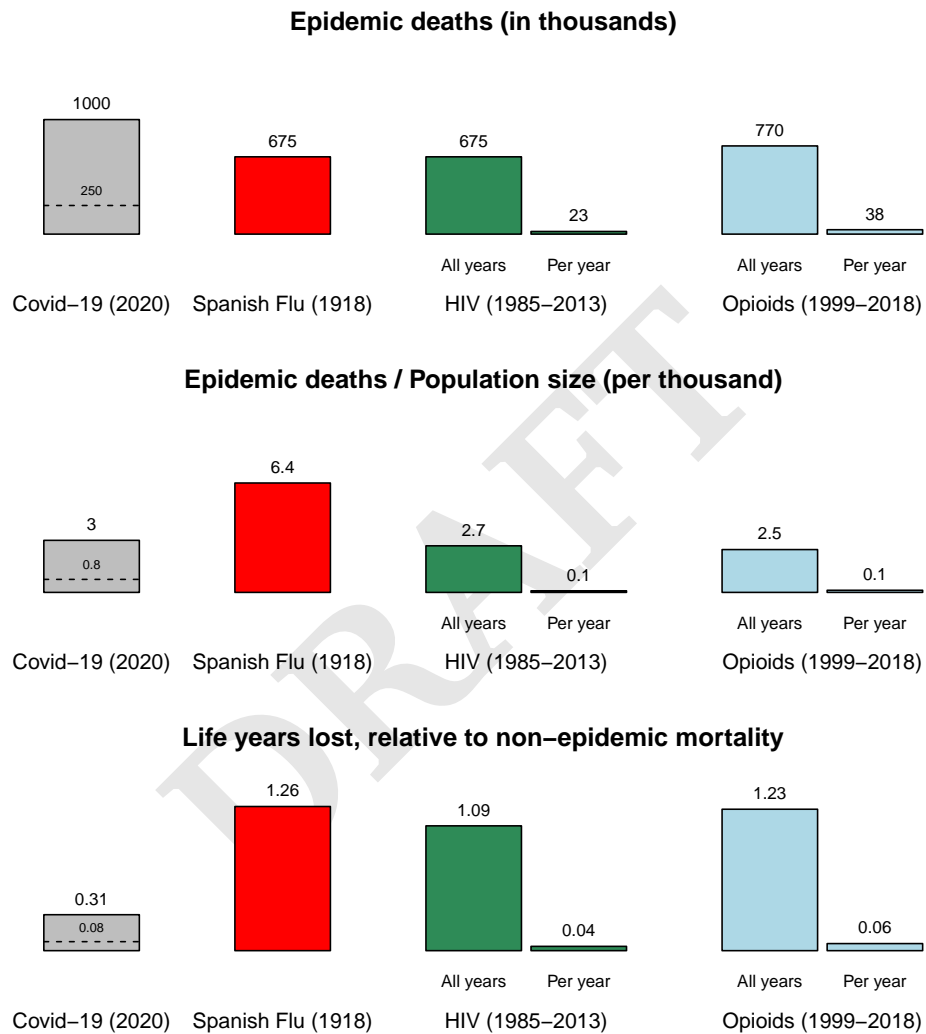 Epidemic deaths (in thousands)
1000
250
675
675
23
770
38
All years Per year All years Per year
Covid−19 (2020) Spanish Flu (1918) HIV (1985−2013) Opioids (1999−2018)
Epidemic deaths / Population size (per thousand)
3
0.8
6.4
2.7
0.1
2.5
0.1
All years Per year All years Per year
Covid−19 (2020) Spanish Flu (1918) HIV (1985−2013) Opioids (1999−2018)
Life years lost, relative to non−epidemic mortality
0.31
0.08
1.26
1.09
0.04
1.23
0.06
All years Per year All years Per year
Covid−19 (2020) Spanish Flu (1918) HIV (1985−2013) Opioids (1999−2018)
DRAFT